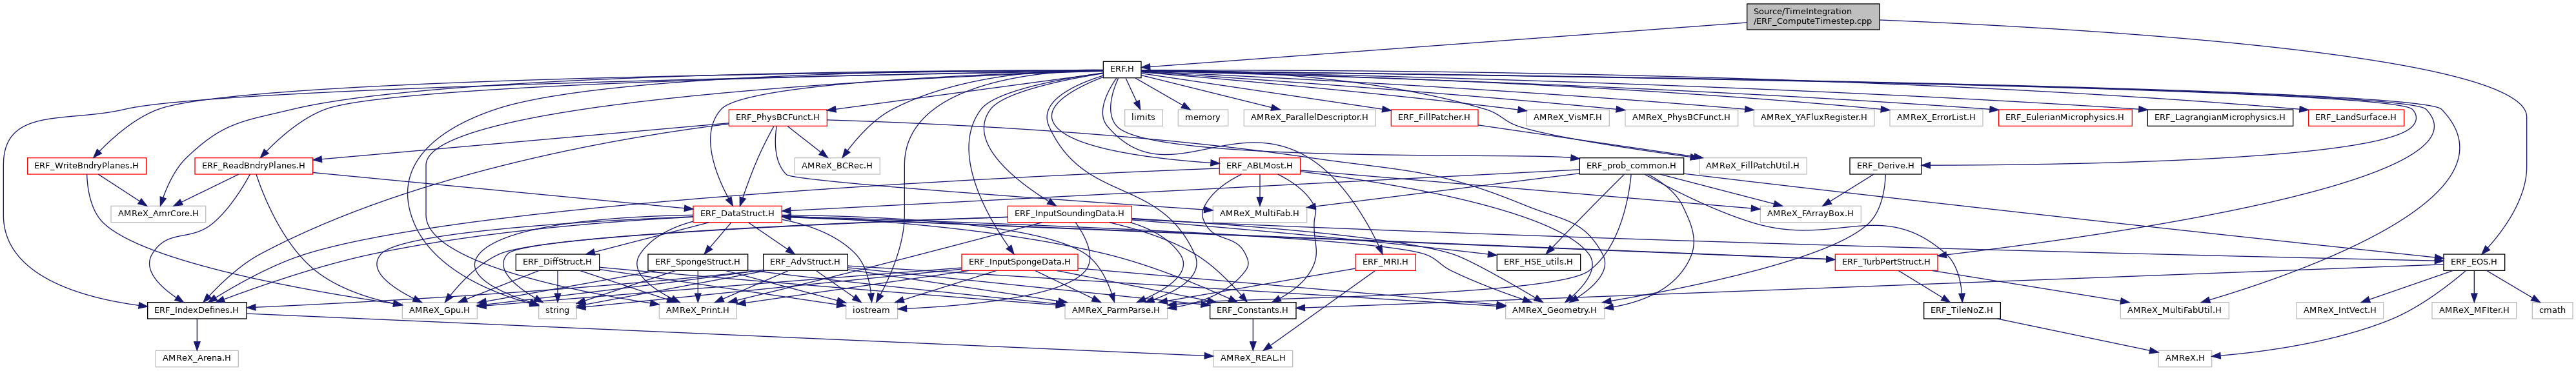 Source/TimeIntegration
/ERF_ComputeTimestep.cpp
ERF.H
ERF_PhysBCFunct.H
limits
memory
AMReX_ParallelDescriptor.H
ERF_FillPatcher.H
AMReX_VisMF.H
AMReX_PhysBCFunct.H
AMReX_YAFluxRegister.H
AMReX_ErrorList.H
ERF_EulerianMicrophysics.H
ERF_LagrangianMicrophysics.H
ERF_LandSurface.H
ERF_WriteBndryPlanes.H
ERF_ReadBndryPlanes.H
AMReX_BCRec.H
ERF_ABLMost.H
ERF_prob_common.H
AMReX_FillPatchUtil.H
ERF_Derive.H
AMReX_AmrCore.H
ERF_DataStruct.H
ERF_InputSoundingData.H
AMReX_MultiFab.H
AMReX_FArrayBox.H
ERF_DiffStruct.H
ERF_SpongeStruct.H
ERF_AdvStruct.H
ERF_InputSpongeData.H
ERF_MRI.H
ERF_HSE_utils.H
ERF_TurbPertStruct.H
ERF_EOS.H
ERF_IndexDefines.H
AMReX_Gpu.H
string
AMReX_Print.H
iostream
AMReX_ParmParse.H
ERF_Constants.H
AMReX_Geometry.H
ERF_TileNoZ.H
AMReX_MultiFabUtil.H
AMReX_IntVect.H
AMReX_MFIter.H
cmath
AMReX_Arena.H
AMReX_REAL.H
AMReX.H